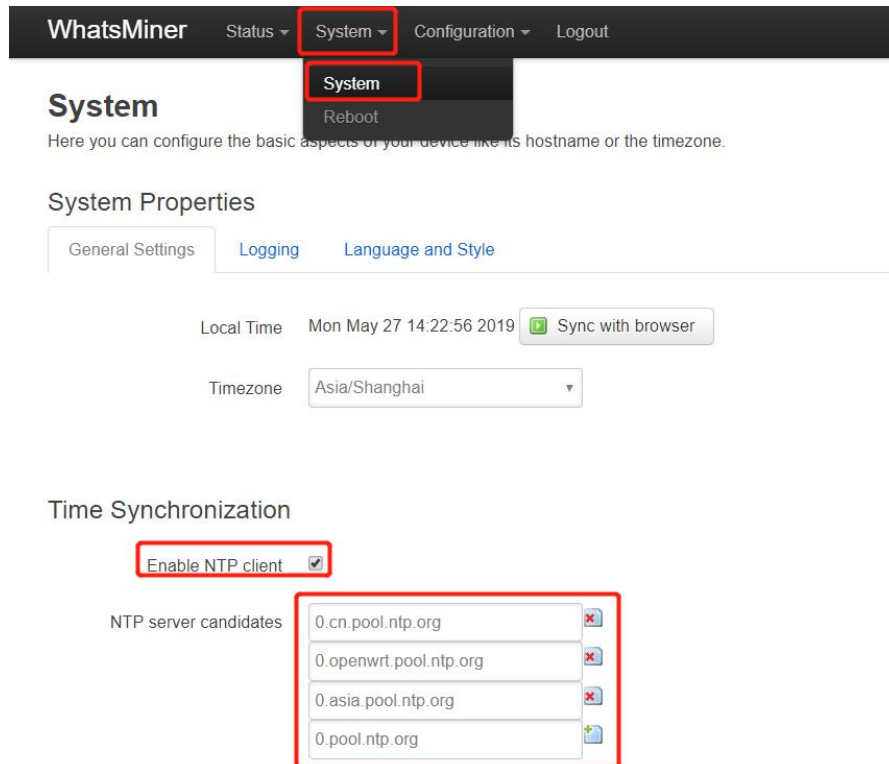 WhatsMiner Status System Configuration Logout
System
Reboot
System
Here you can configure the basic aspects of your device like its hostname or the timezone.
System Properties
General Settings Logging Language and Style
Local Time Mon May 27 14:22:56 2019 Sync with browser
Timezone Asia/Shanghai
Time Synchronization
Enable NTP client
NTP server candidates 0.cn.pool.ntp.org
0.openwrt.pool.ntp.org
0.asia.pool.ntp.org
0.pool.ntp.org